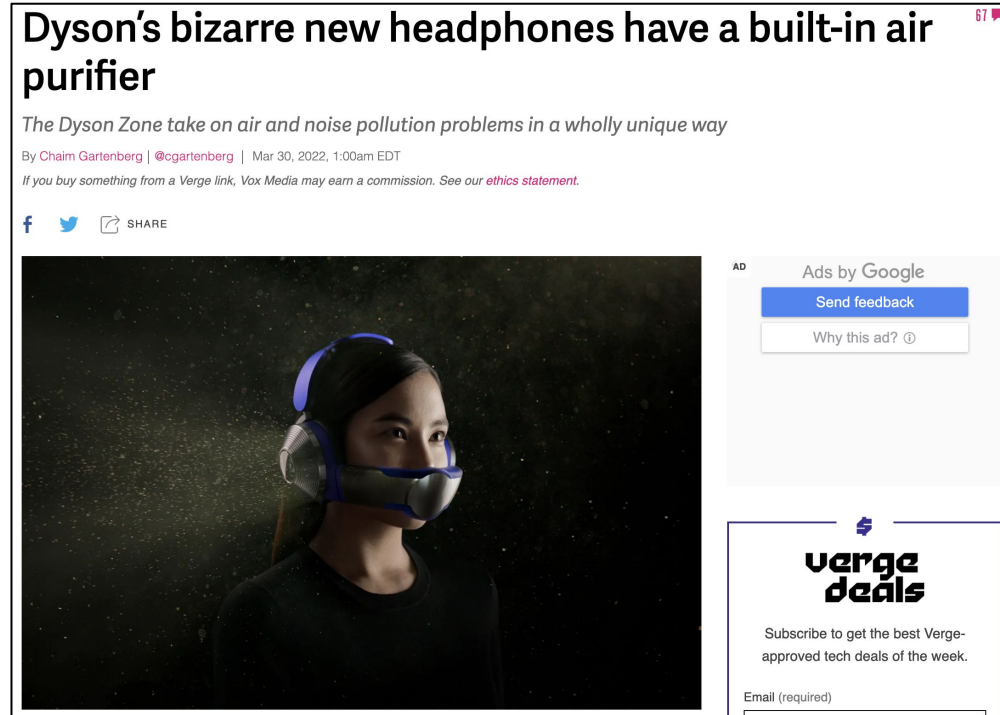 Dyson’s bizarre new headphones have a built-in air
purifier
67
The Dyson Zone take on air and noise pollution problems in a wholly unique way
By Chaim Gartenberg | @cgartenberg | Mar 30, 2022, 1:00am EDT
If you buy something from a Verge link, Vox Media may earn a commission. See our ethics statement.
SHARE
AD
Ads by Google
Send feedback
Why this ad?
$
verge
deals
Subscribe to get the best Verge-
approved tech deals of the week.
Email (required)